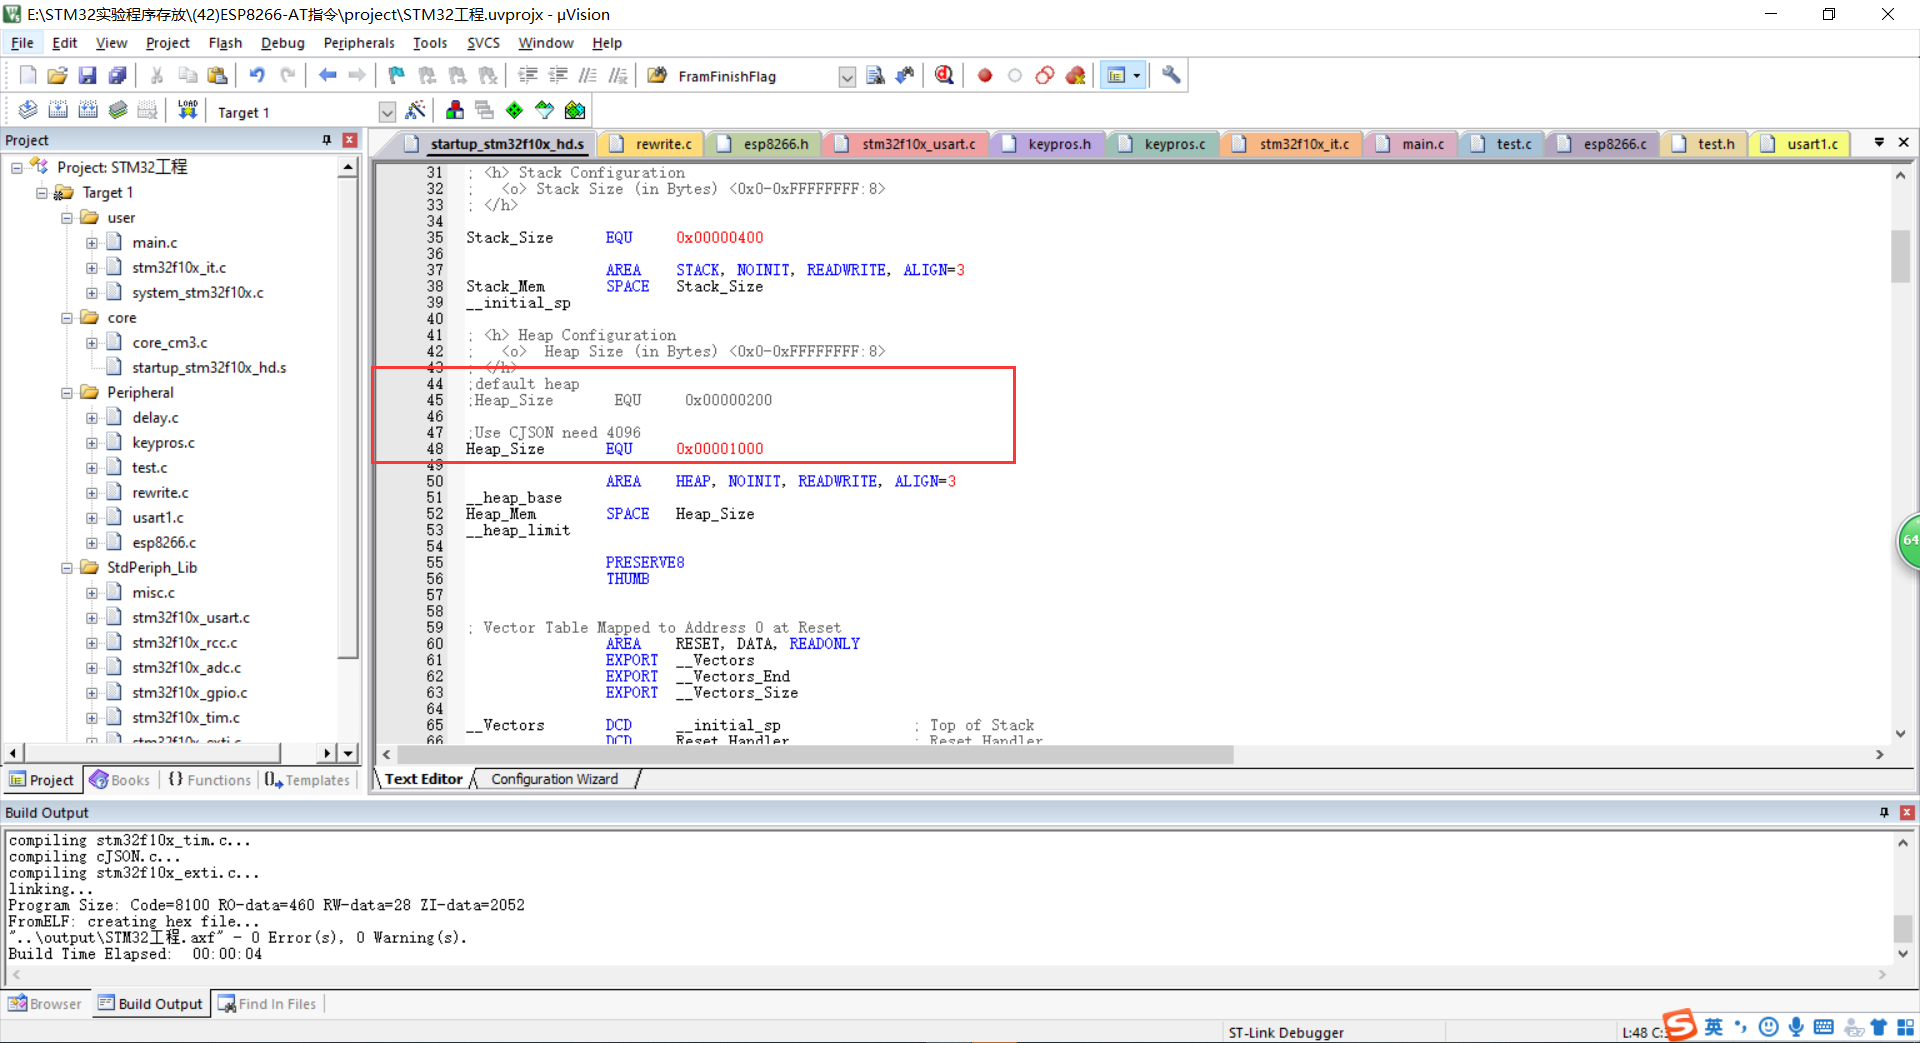 E:\STM32实验程序存放\(42)ESP8266-AT指令\project\STM32工程.uvprojx - µVision
File Edit View Project Flash Debug Peripherals Tools SVCS Window Help
FramFinishFlag
LOAD Target 1
Project
Project: STM32工程
Target 1
user
main.c
stm32f10x_it.c
system_stm32f10x.c
core
core_cm3.c
startup_stm32f10x_hd.s
Peripheral
delay.c
keypros.c
test.c
rewrite.c
usart1.c
esp8266.c
StdPeriph_Lib
misc.c
stm32f10x_usart.c
stm32f10x_rcc.c
stm32f10x_adc.c
stm32f10x_gpio.c
stm32f10x_tim.c
stm32f10x_exti.c
Project Books {} Functions Templates
startup_stm32f10x_hd.s rewrite.c esp8266.h stm32f10x_usart.c keypros.h keypros.c stm32f10x_it.c main.c test.c esp8266.c test.h usart1.c
31 ; <h> Stack Configuration
32 ; <o> Stack Size (in Bytes) <0x0-0xFFFFFFFF:8>
33 ; </h>
34
35 Stack_Size EQU 0x00000400
36
37 AREA STACK, NOINIT, READWRITE, ALIGN=3
38 Stack_Mem SPACE Stack_Size
39 __initial_sp
40
41 ; <h> Heap Configuration
42 ; <o> Heap Size (in Bytes) <0x0-0xFFFFFFFF:8>
43 ; </h>
44 ;default heap
45 ;Heap_Size EQU 0x00000200
46
47 ;Use CJSON need 4096
48 Heap_Size EQU 0x00001000
49
50 AREA HEAP, NOINIT, READWRITE, ALIGN=3
51 __heap_base
52 Heap_Mem SPACE Heap_Size
53 __heap_limit
54
55 PRESERVE8
56 THUMB
57
58
59 ; Vector Table Mapped to Address 0 at Reset
60 AREA RESET, DATA, READONLY
61 EXPORT __Vectors
62 EXPORT __Vectors_End
63 EXPORT __Vectors_Size
64
65 __Vectors DCD __initial_sp ; Top of Stack
66 DCD Reset_Handler ; Reset Handler
Text Editor Configuration Wizard
64
Build Output
compiling stm32f10x_tim.c...
compiling cJSON.c...
compiling stm32f10x_exti.c...
linking...
Program Size: Code=8100 RO-data=460 RW-data=28 ZI-data=2052
FromELF: creating hex file...
"..\output\STM32工程.axf" - 0 Error(s), 0 Warning(s).
Build Time Elapsed: 00:00:04
Browser Build Output Find In Files
ST-Link Debugger L:48 C: 英